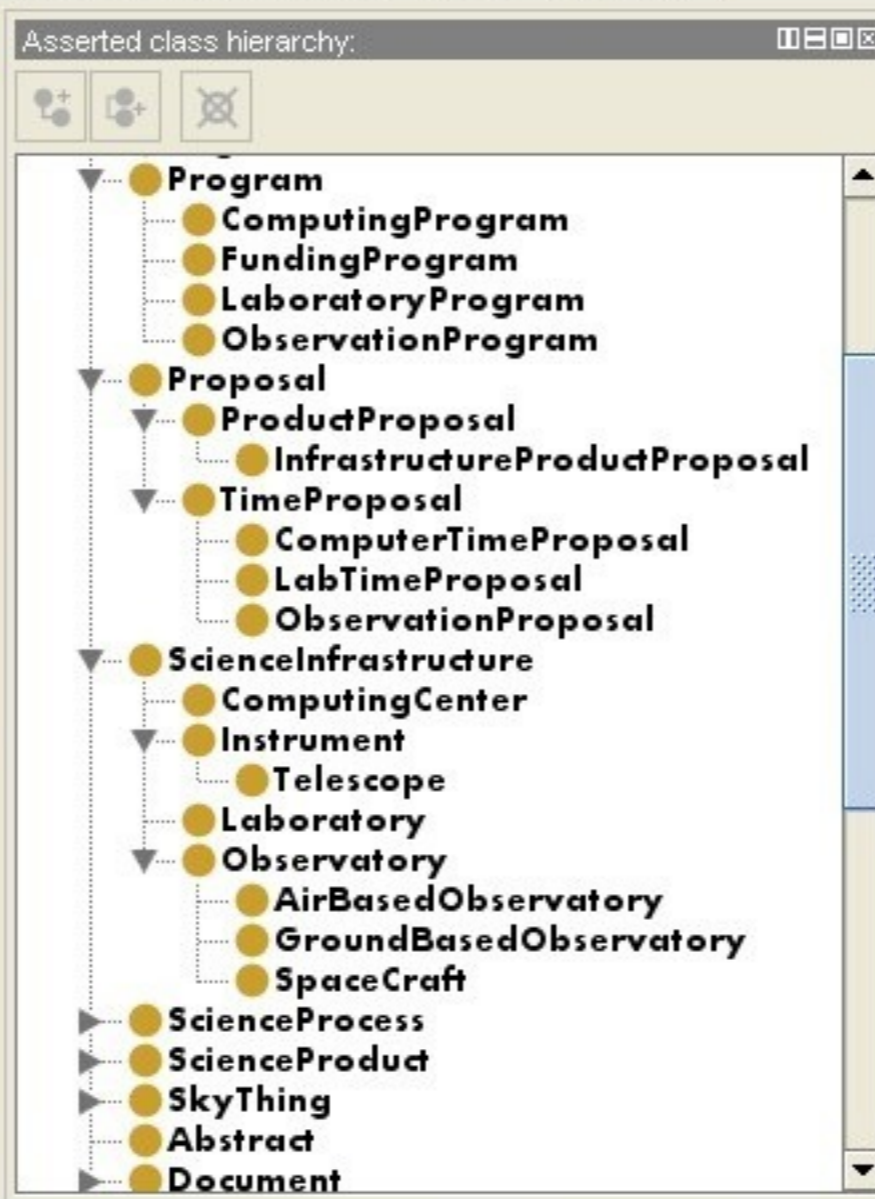 Asserted class hierarchy:
Program
ComputingProgram
FundingProgram
LaboratoryProgram
ObservationProgram
Proposal
ProductProposal
InfrastructureProductProposal
TimeProposal
ComputerTimeProposal
LabTimeProposal
ObservationProposal
ScienceInfrastructure
ComputingCenter
Instrument
Telescope
Laboratory
Observatory
AirBasedObservatory
GroundBasedObservatory
SpaceCraft
ScienceProcess
ScienceProduct
SkyThing
Abstract
Document